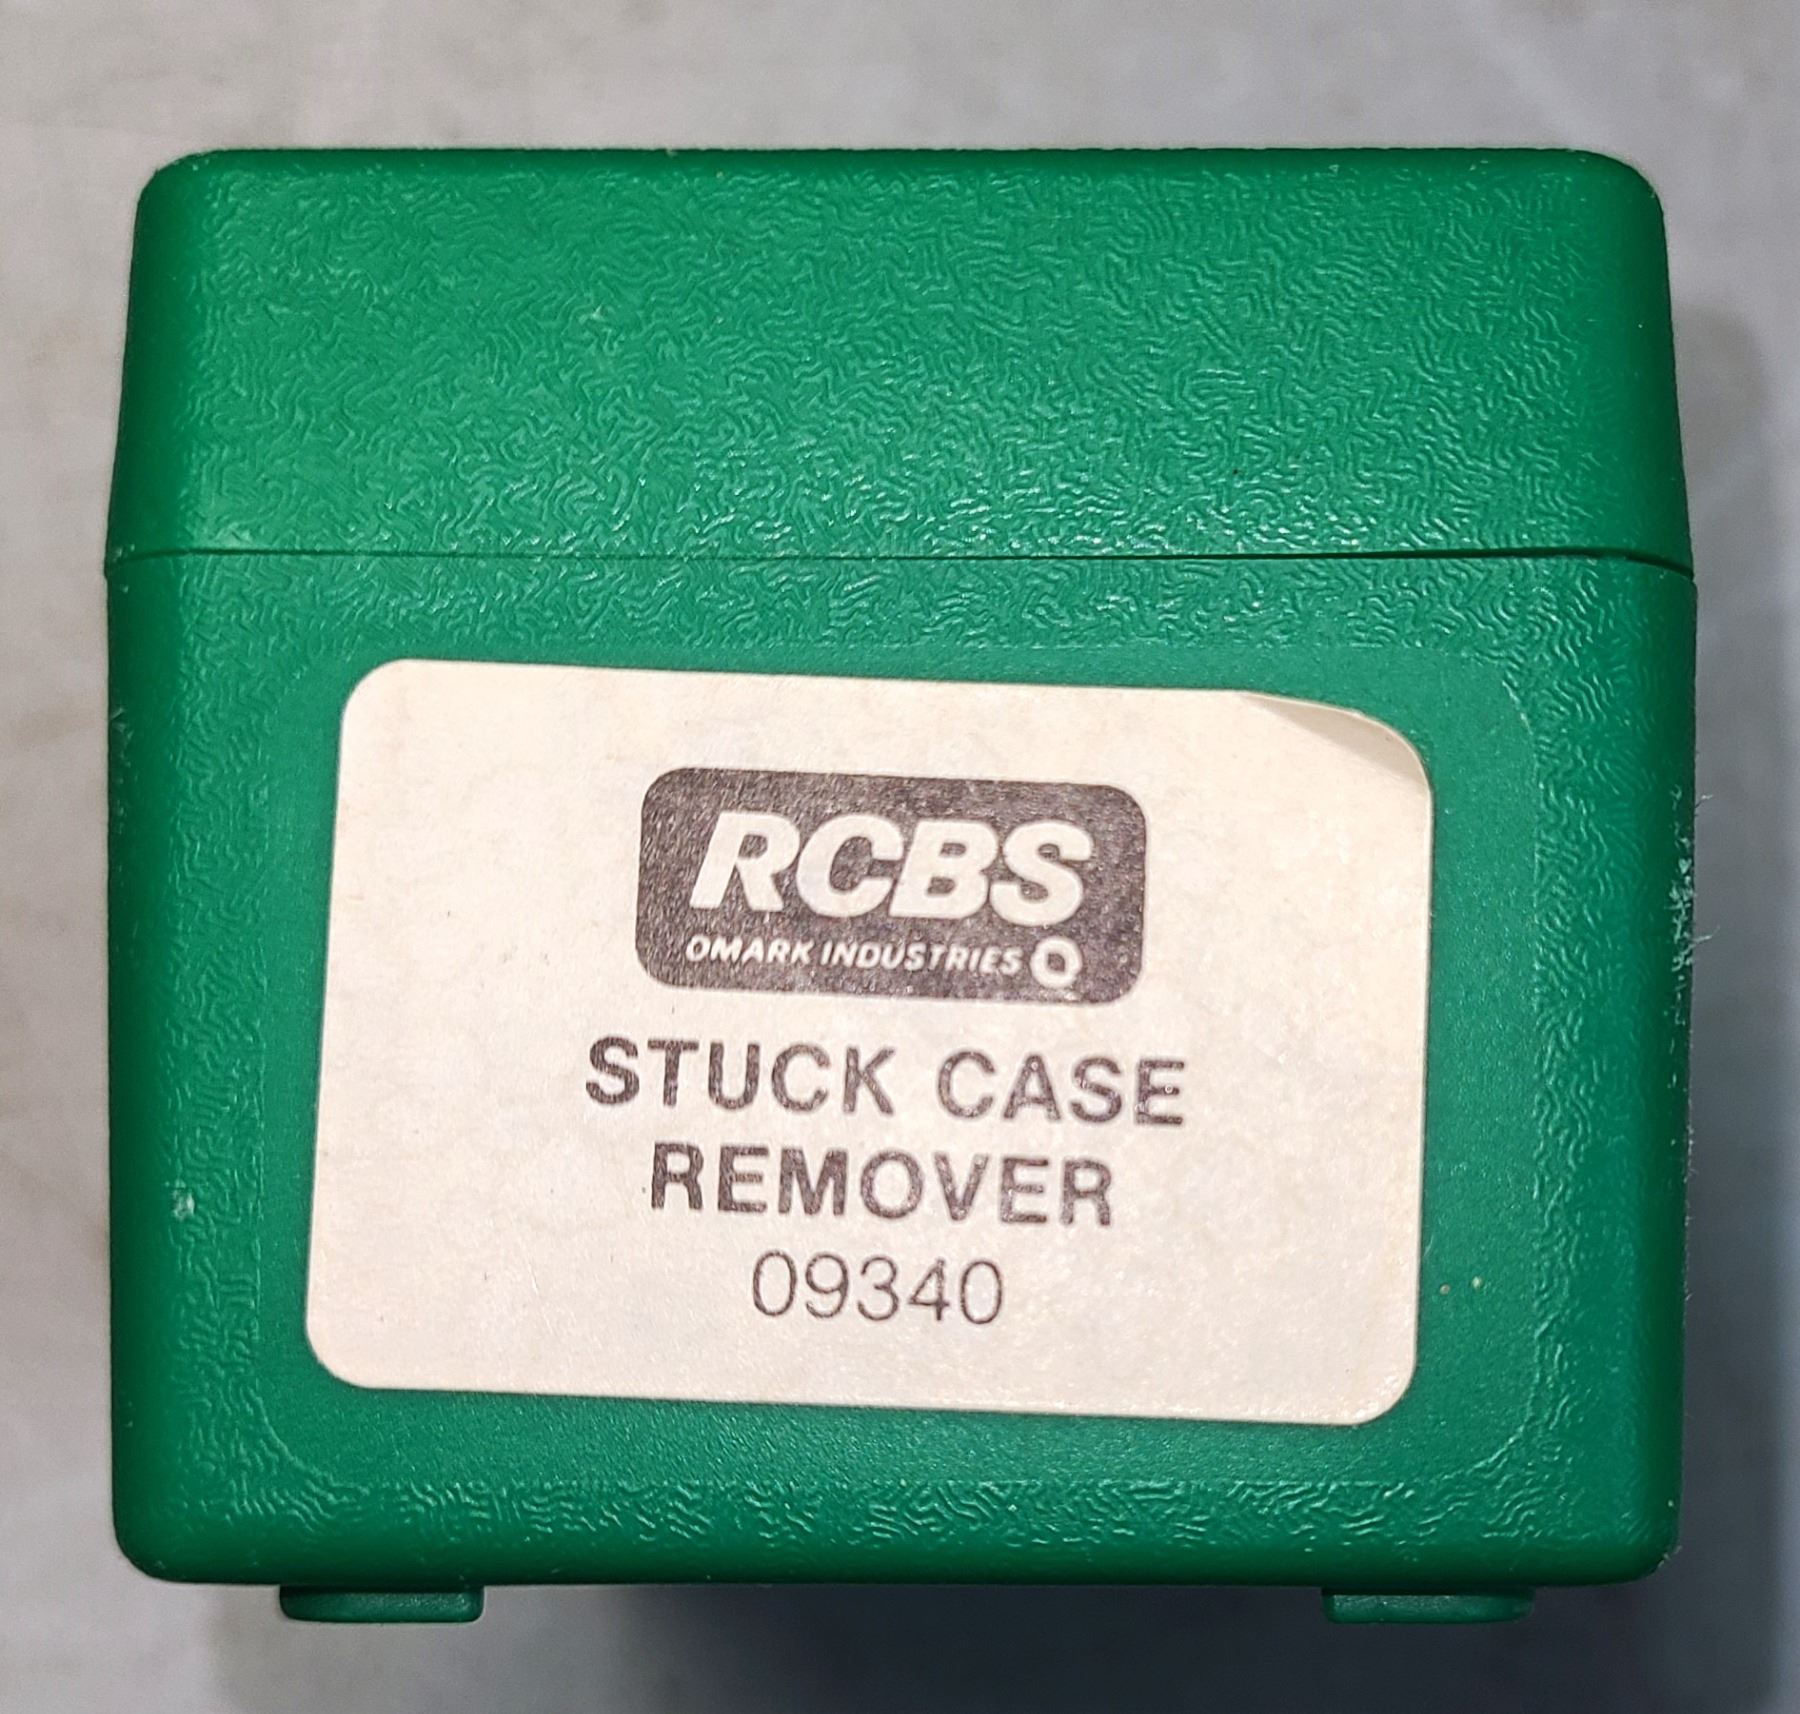 RCBS
OMARK INDUSTRIES
STUCK CASE
REMOVER
09340